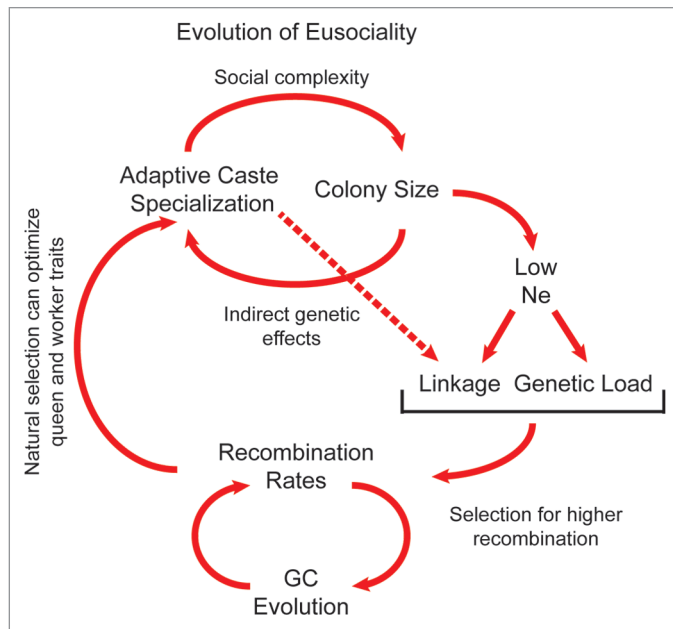 Evolution of Eusociality
Social complexity
Adaptive Caste
Specialization
Colony Size
Low
Ne
Indirect genetic
effects
Natural selection can optimize
queen and worker traits
Linkage
Genetic Load
Recombination
Rates
Selection for higher
recombination
GC
Evolution